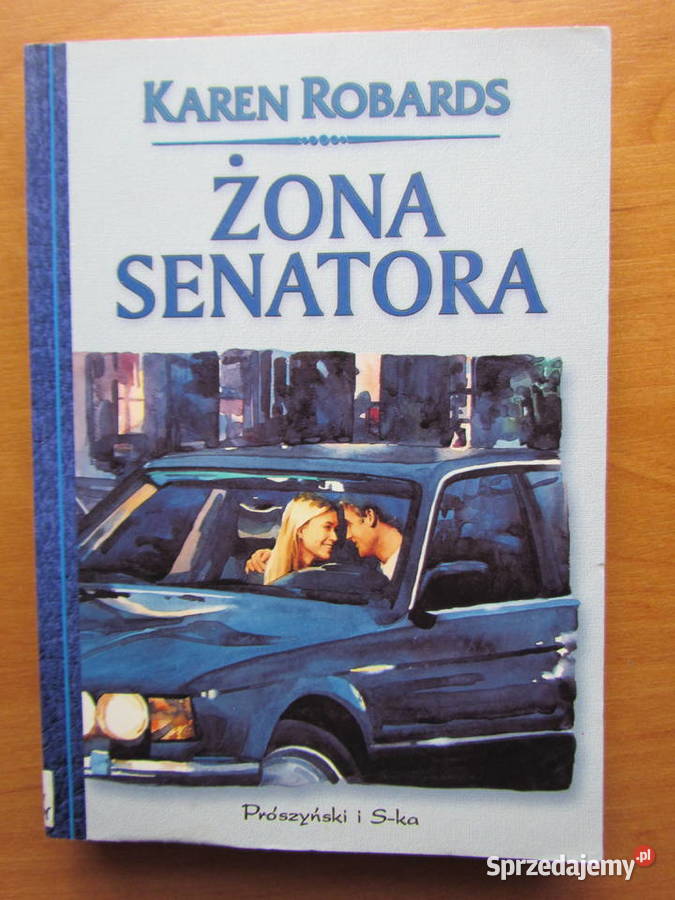 KAREN ROBARDS
ŻONA
SENATORA
Prószyński i S-ka
Sprzedajemy.pl